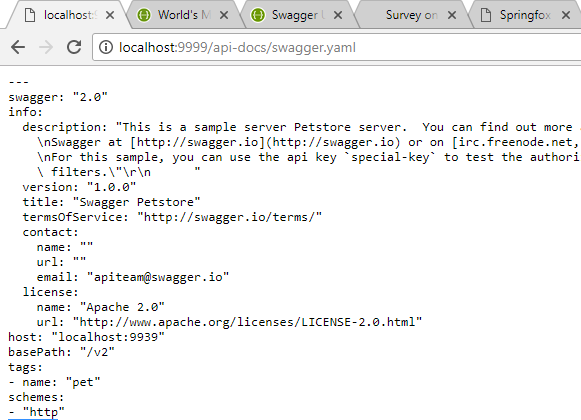 localhost:
World's M
Swagger
Survey on
Springfox
localhost:9999/api-docs/swagger.yaml
---
swagger: "2.0"
info:
description: "This is a sample server Petstore server.  You can find out more
\nSwagger at [http://swagger.io](http://swagger.io) or on [irc.freenode.net,
\nFor this sample, you can use the api key `special-key` to test the authori
\ filters.\"\r\n      "
version: "1.0.0"
title: "Swagger Petstore"
termsOfService: "http://swagger.io/terms/"
contact:
name: ""
url: ""
email: "apiteam@swagger.io"
license:
name: "Apache 2.0"
url: "http://www.apache.org/licenses/LICENSE-2.0.html"
host: "localhost:9939"
basePath: "/v2"
tags:
- name: "pet"
schemes:
- "http"